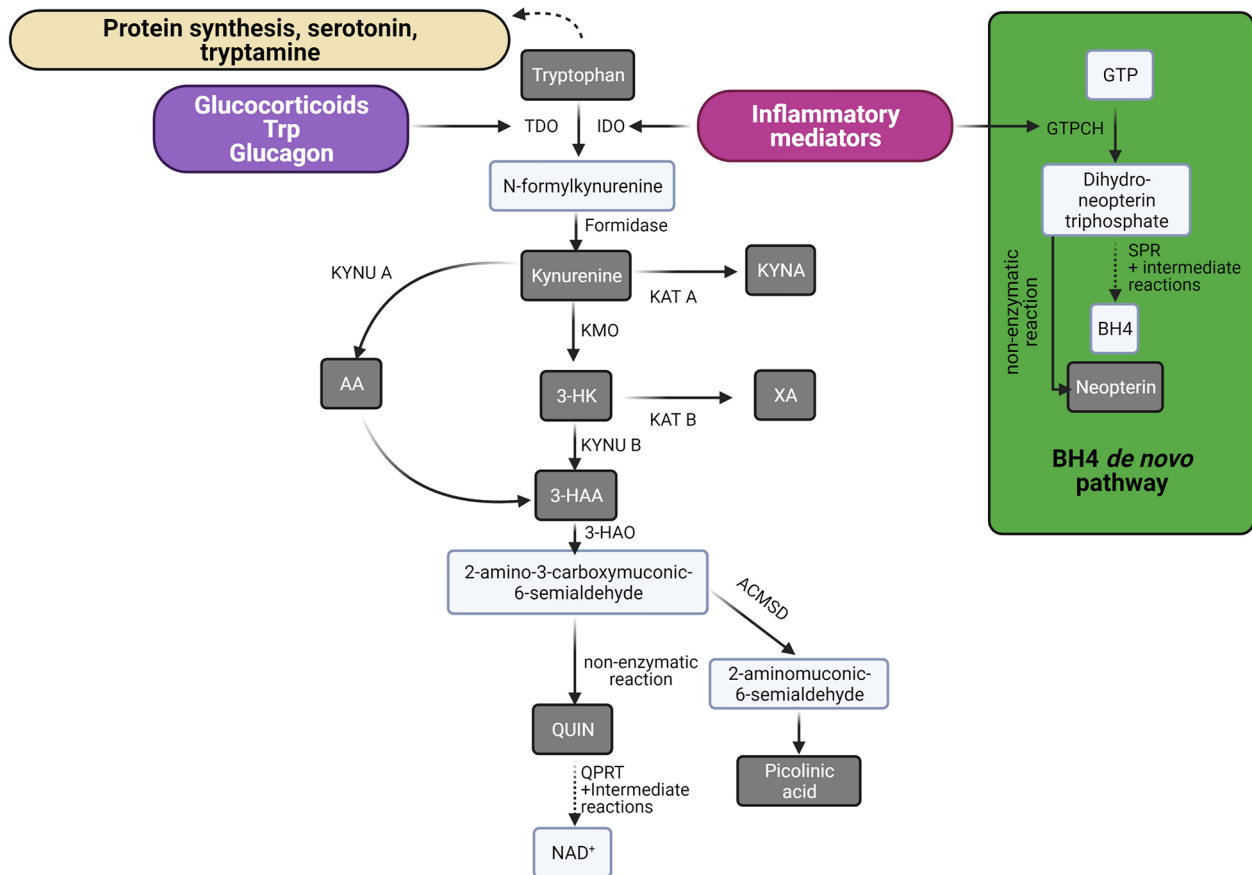 Protein synthesis, serotonin,
tryptamine
Tryptophan
Glucocorticoids
Trp
Glucagon
TDO
IDO
Inflammatory
mediators
N-formylkynurenine
Formidase
KYNU A
Kynurenine
KAT A
KYNA
KMO
AA
3-HK
KAT B
XA
KYNU B
3-HAA
3-HAO
2-amino-3-carboxymuconic-
6-semialdehyde
ACMSD
non-enzymatic
reaction
2-aminomuconic-
6-semialdehyde
QUIN
Picolinic
acid
QPRT
+Intermediate
reactions
NAD⁺
GTP
GTPCH
Dihydro-
neopterin
triphosphate
SPR
+ intermediate
reactions
non-enzymatic
reaction
BH4
Neopterin
BH4 de novo
pathway